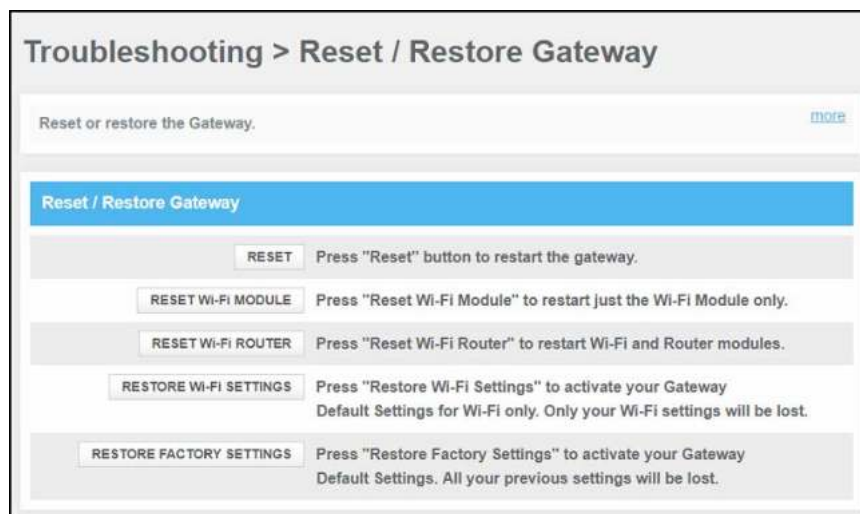 Troubleshooting > Reset / Restore Gateway
Reset or restore the Gateway.
more
Reset / Restore Gateway
RESET Press "Reset" button to restart the gateway.
RESET Wi-Fi MODULE Press "Reset Wi-Fi Module" to restart just the Wi-Fi Module only.
RESET Wi-Fi ROUTER Press "Reset Wi-Fi Router" to restart Wi-Fi and Router modules.
RESTORE Wi-Fi SETTINGS Press "Restore Wi-Fi Settings" to activate your Gateway
Default Settings for Wi-Fi only. Only your Wi-Fi settings will be lost.
RESTORE FACTORY SETTINGS Press "Restore Factory Settings" to activate your Gateway
Default Settings. All your previous settings will be lost.